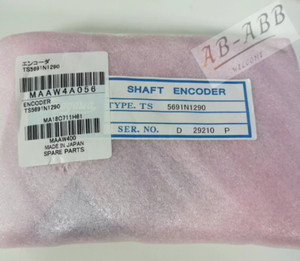 エンコーダ
TS5691N1290
MAAW4A056
ENCODER
TS5691N1290
MA18C711H61
MAAW400
MADE IN JAPAN
SPARE PARTS
SHAFT ENCODER
TYPE. TS 5691N1290
SER. NO. D 29210 P
AB-ABB